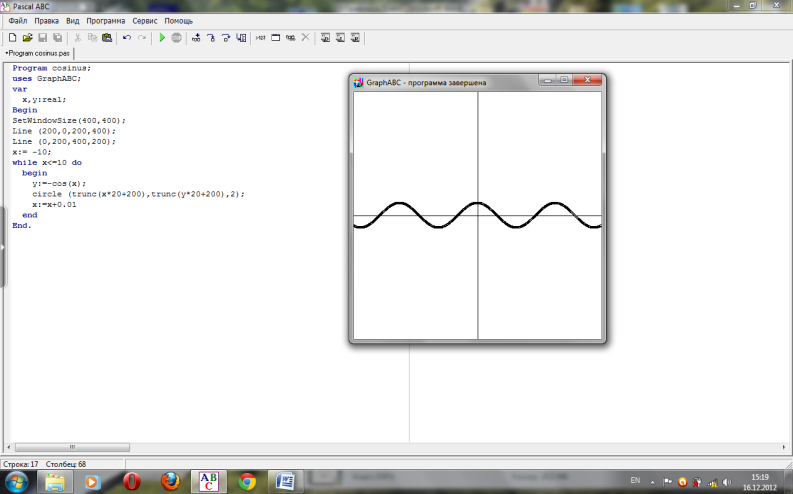 Pascal ABC
Файл Правка Вид Программа Сервис Помощь
•Program cosinus.pas
Program cosinus;
uses GraphABC;
var
x,y:real;
Begin
SetWindowSize(400,400);
Line (200,0,200,400);
Line (0,200,400,200);
x:= -10;
while x<=10 do
begin
y:=-cos(x);
circle (trunc(x*20+200),trunc(y*20+200),2);
x:=x+0.01
end
End.
GraphABC - программа завершена
Строка: 17 Столбец: 68
ABC
EN
15:19
16.12.2012